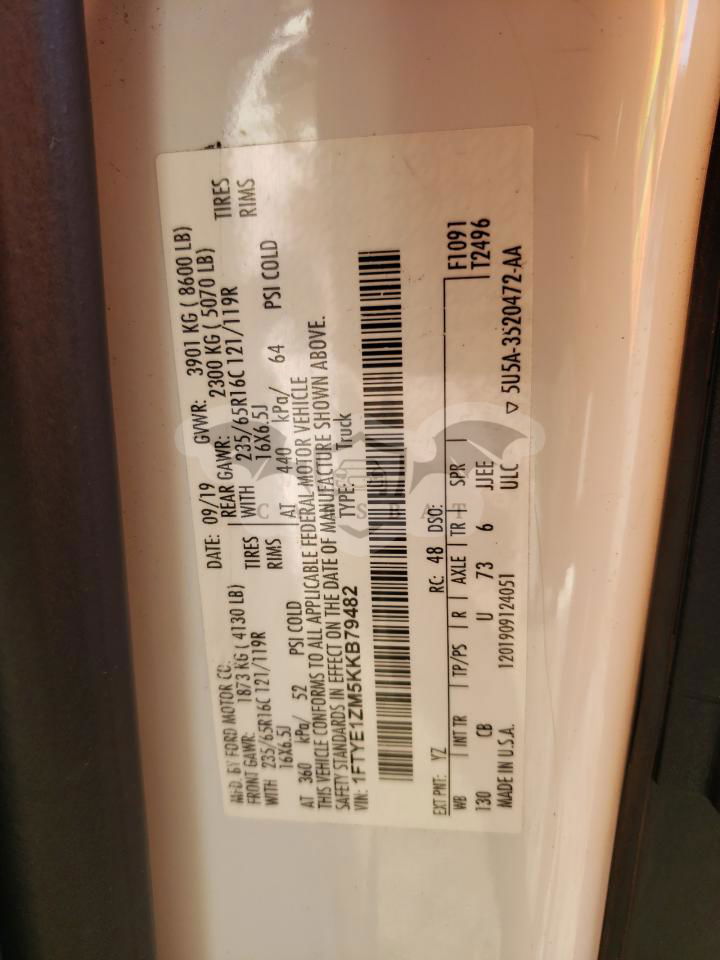 MFD. BY FORD MOTOR CO. DATE: 09/19 GVWR: 3901 KG ( 8600 LB)
FRONT GAWR: 1873 KG ( 4130 LB) REAR GAWR: 2300 KG ( 5070 LB)
WITH 235/65R16C 121/119R TIRES WITH 235/65R16C 121/119R TIRES
16X6.5J RIMS 16X6.5J RIMS
AT 360 kPa/ 52 PSI COLD AT 440 kPa/ 64 PSI COLD
THIS VEHICLE CONFORMS TO ALL APPLICABLE FEDERAL MOTOR VEHICLE
SAFETY STANDARDS IN EFFECT ON THE DATE OF MANUFACTURE SHOWN ABOVE.
VIN: 1FTYE1ZM5KKB79482 TYPE: Truck
EXT PNT: YZ RC: 48 DSO: F1091
WB INT TR TP/PS R AXLE TR SPR T2496
130 CB U 73 6 JJEE
MADE IN U.S.A. 1201909124051 ULC ▽ 5U5A-3520472-AA